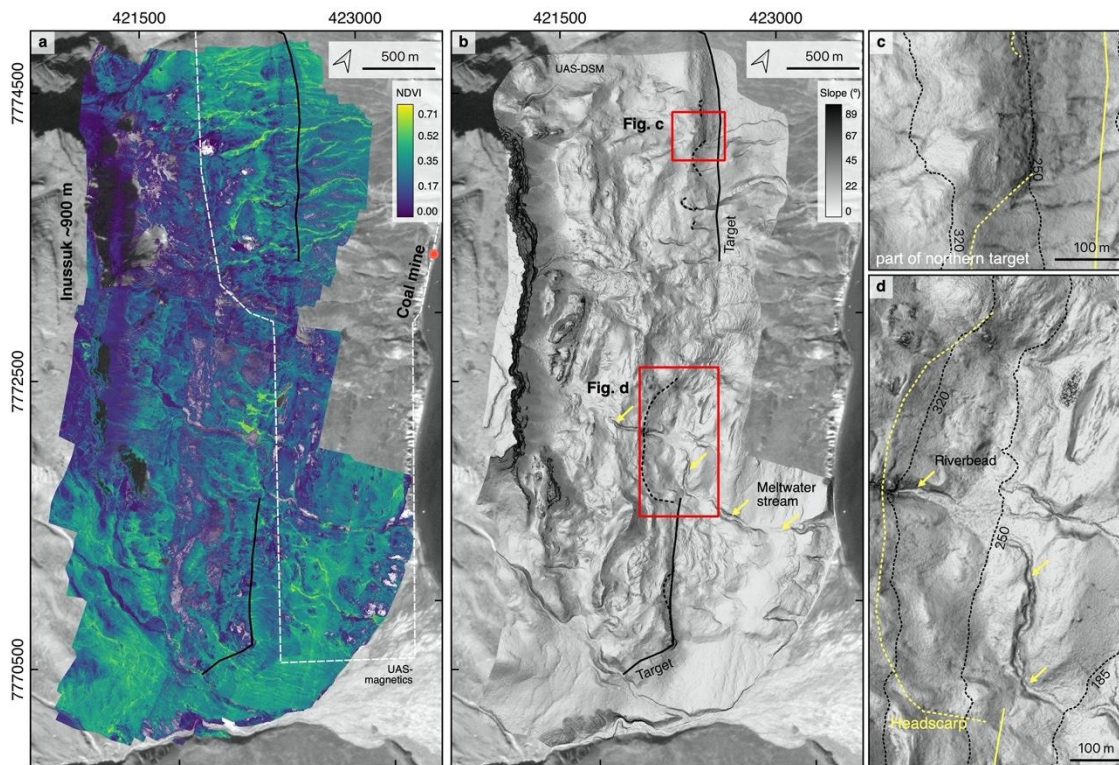 421500
423000
421500
423000
7774500
7772500
7770500
a
500 m
NDVI
0.71
0.52
0.35
0.17
0.00
Inussuk ~900 m
Coal mine
UAS-
magnetics
b
UAS-DSM
500 m
Slope (º)
89
60
45
22
0
Fig. c
Target
Fig. d
Meltwater
stream
Target
c
250
320
part of northern target
100 m
d
320
Riverbead
250
185
Headscarp
100 m